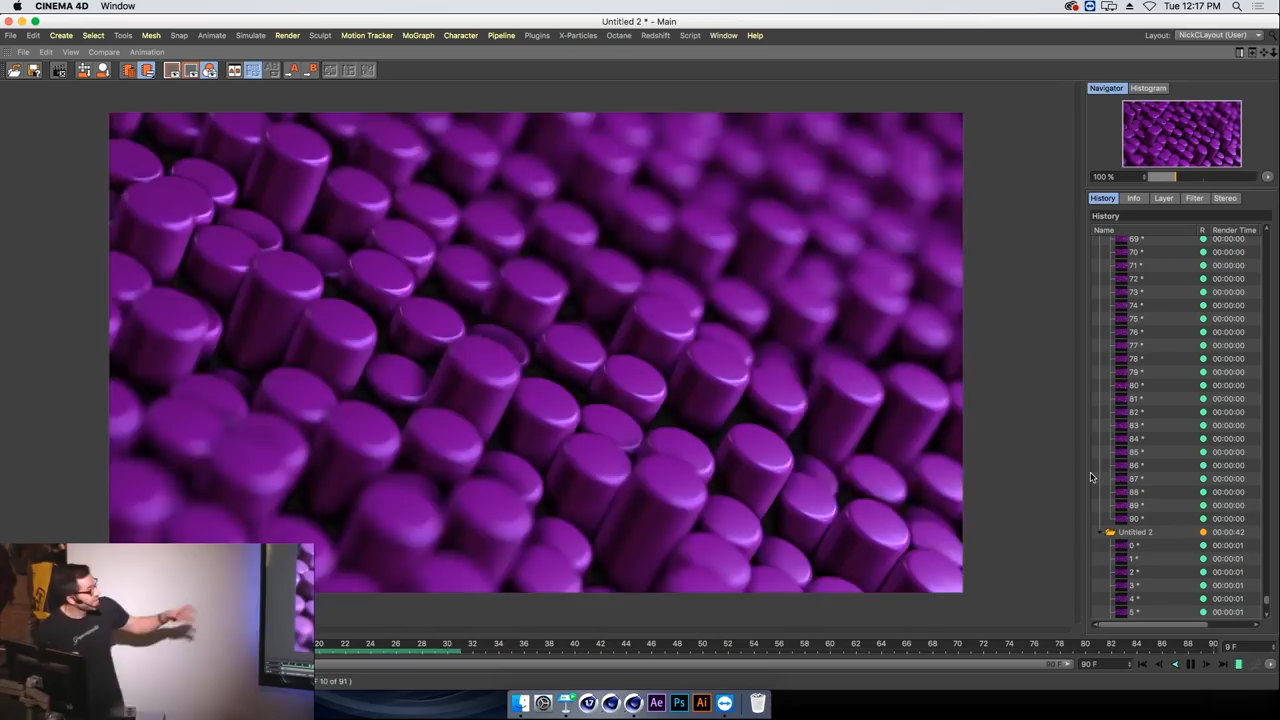 CINEMA 4D Window
Tue 12:17 PM
Untitled 2 * - Main
File Edit Create Select Tools Mesh Snap Animate Simulate Render Sculpt Motion Tracker MoGraph Character Pipeline Plugins X-Particles Octane Redshift Script Window Help
Layout: NickCLayout (User)
File Edit View Compare Animation
Navigator Histogram
100 %
History Info Layer Filter Stereo
History
Name R Render Time
69 * 00:00:00
70 * 00:00:00
71 * 00:00:00
72 * 00:00:00
73 * 00:00:00
74 * 00:00:00
75 * 00:00:00
76 * 00:00:00
77 * 00:00:00
78 * 00:00:00
79 * 00:00:00
80 * 00:00:00
81 * 00:00:00
82 * 00:00:00
83 * 00:00:00
84 * 00:00:00
85 * 00:00:00
86 * 00:00:00
87 * 00:00:00
88 * 00:00:00
89 * 00:00:00
90 * 00:00:00
Untitled 2 00:00:42
0 * 00:00:01
1 * 00:00:01
2 * 00:00:01
3 * 00:00:01
4 * 00:00:01
5 * 00:00:01
20 22 24 26 28 30 32 34 36 38 40 42 44 46 48 50 52 54 56 58 60 62 64 66 68 70 72 74 76 78 80 82 84 86 88 90
9 F
90 F 90 F
F 10 of 91 )
17 Ae Ps Ai